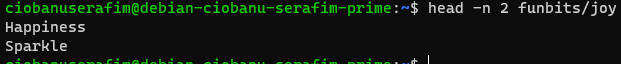 ciobanuserafim@debian-ciobanu-serafim-prime:~$ head -n 2 funbits/joy
Happiness
Sparkle
ciobanuserafim@debian-ciobanu-serafim-prime:~$